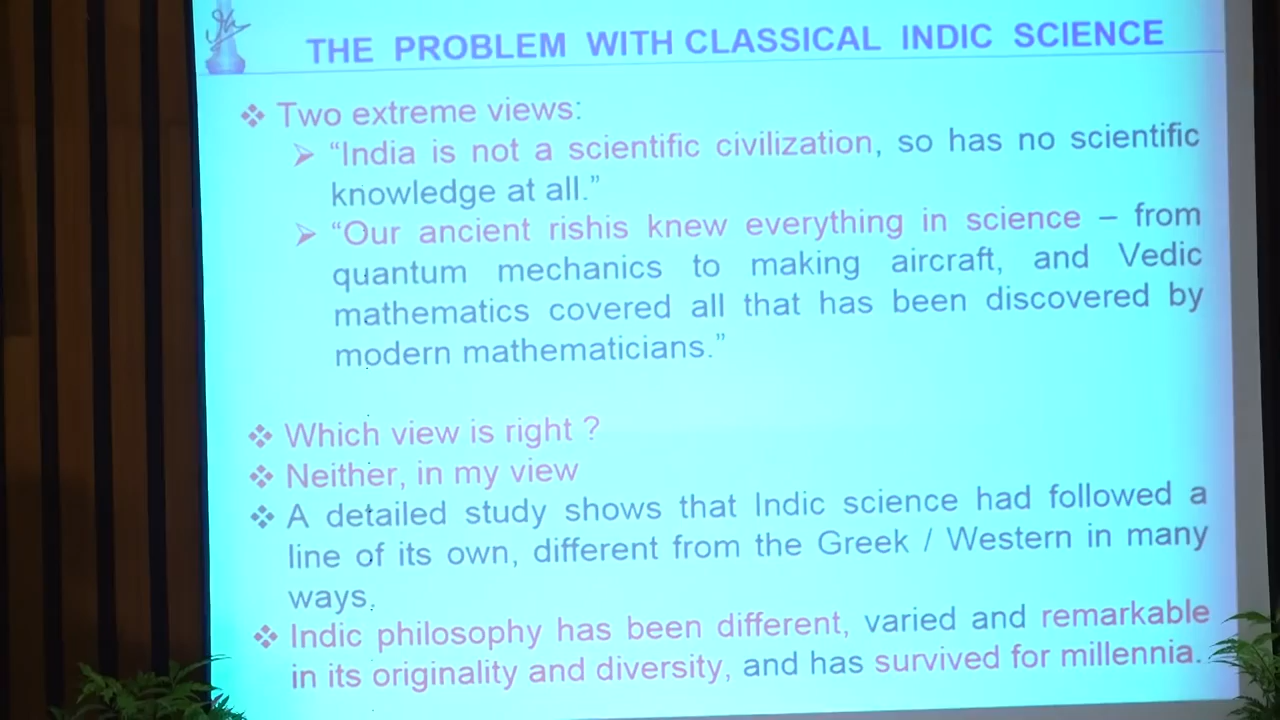 THE PROBLEM WITH CLASSICAL INDIC SCIENCE
❖ Two extreme views:
➢ “India is not a scientific civilization, so has no scientific
knowledge at all.”
➢ “Our ancient rishis knew everything in science – from
quantum mechanics to making aircraft, and Vedic
mathematics covered all that has been discovered by
modern mathematicians.”
❖ Which view is right ?
❖ Neither, in my view
❖ A detailed study shows that Indic science had followed a
line of its own, different from the Greek / Western in many
ways.
❖ Indic philosophy has been different, varied and remarkable
in its originality and diversity, and has survived for millennia.